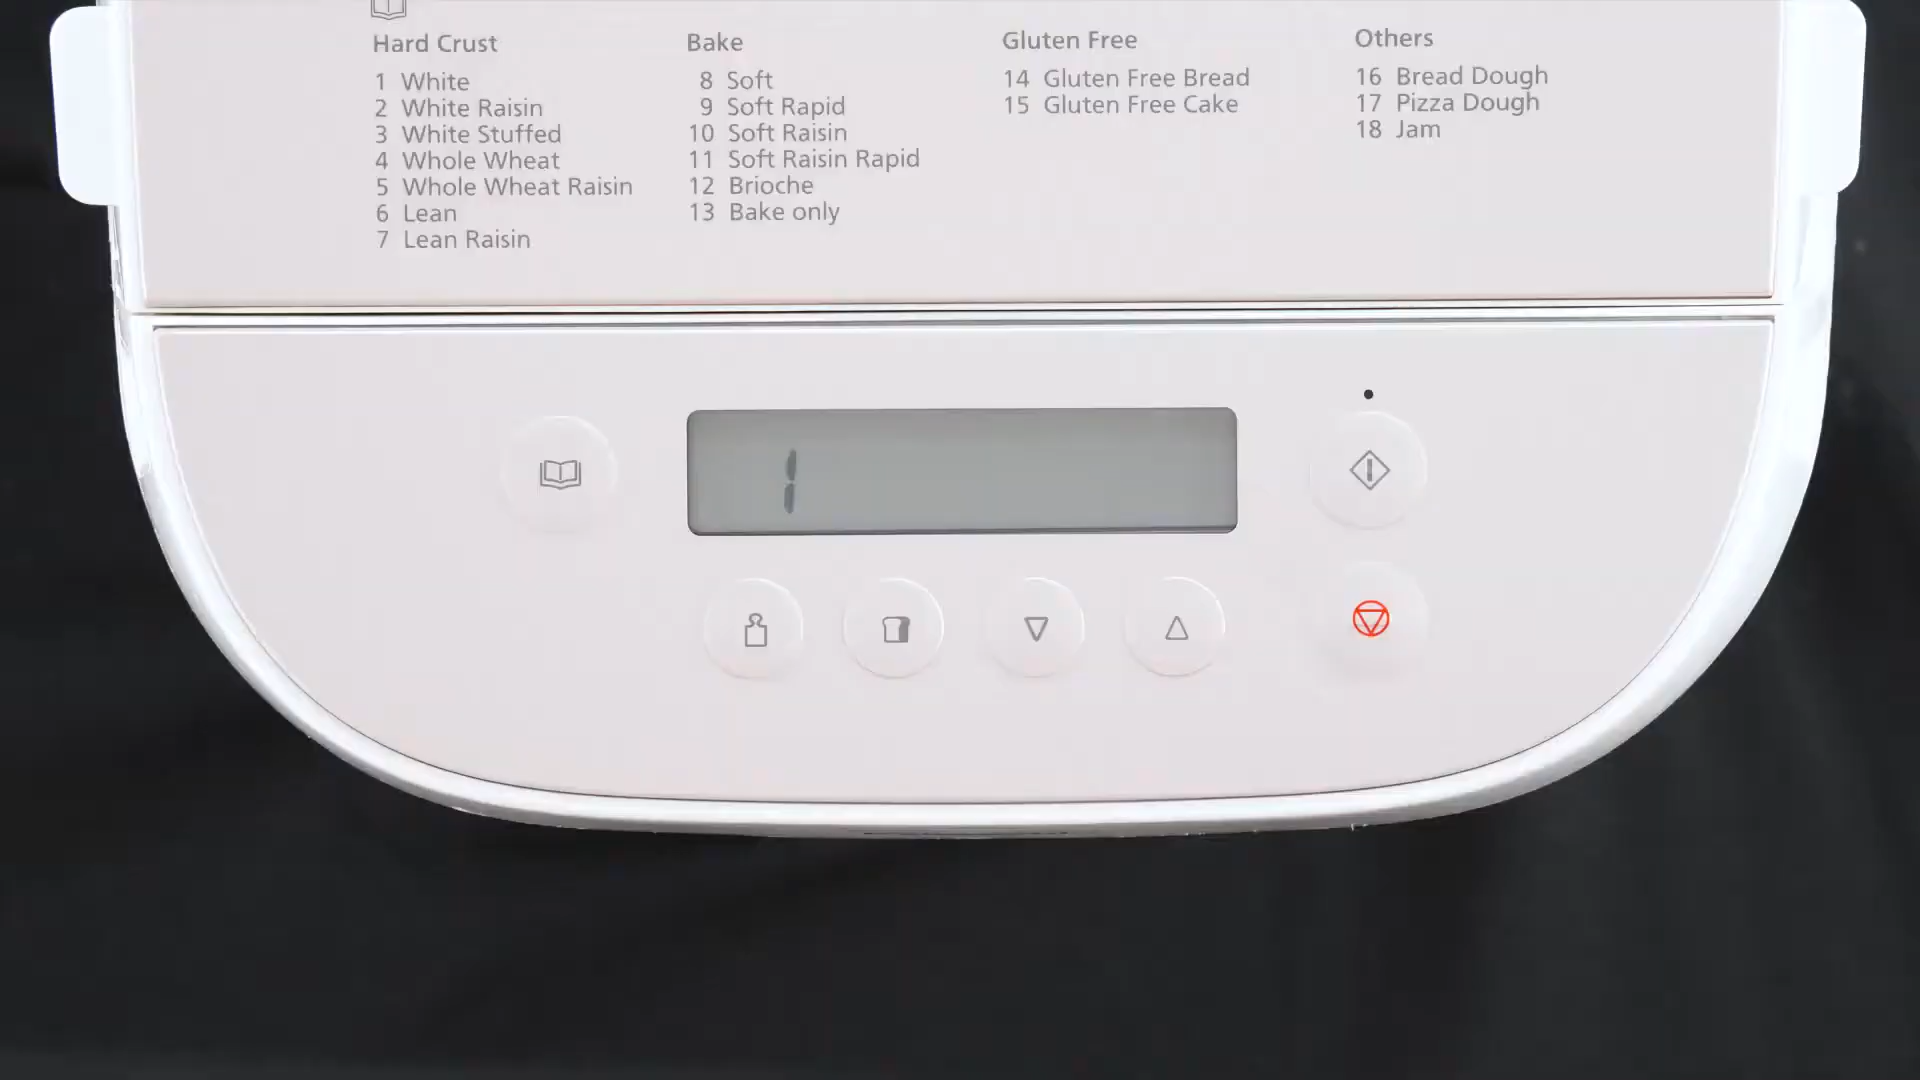 Hard Crust
1 White
2 White Raisin
3 White Stuffed
4 Whole Wheat
5 Whole Wheat Raisin
6 Lean
7 Lean Raisin
Bake
8 Soft
9 Soft Rapid
10 Soft Raisin
11 Soft Raisin Rapid
12 Brioche
13 Bake only
Gluten Free
14 Gluten Free Bread
15 Gluten Free Cake
Others
16 Bread Dough
17 Pizza Dough
18 Jam
1